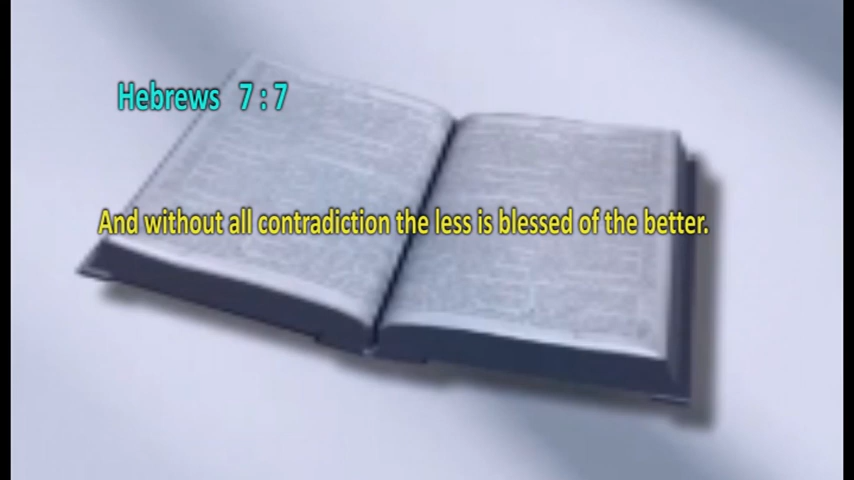 Hebrews 7 : 7
And without all contradiction the less is blessed of the better.